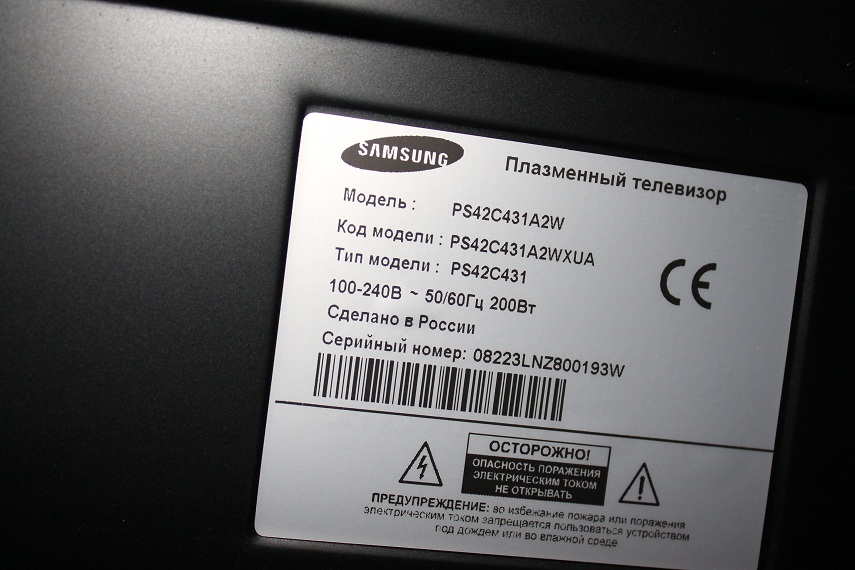 SAMSUNG
Плазменный телевизор
Модель : PS42C431A2W
Код модели : PS42C431A2WXUA
Тип модели : PS42C431
100-240В ~ 50/60Гц 200Вт
Сделано в России
Серийный номер: 08223LNZ800193W
CE
ОСТОРОЖНО!
ОПАСНОСТЬ ПОРАЖЕНИЯ
ЭЛЕКТРИЧЕСКИМ ТОКОМ
НЕ ОТКРЫВАТЬ
ПРЕДУПРЕЖДЕНИЕ: во избежание пожара или поражения
электрическим током запрещается пользоваться устройством
под дождем или во влажной среде.